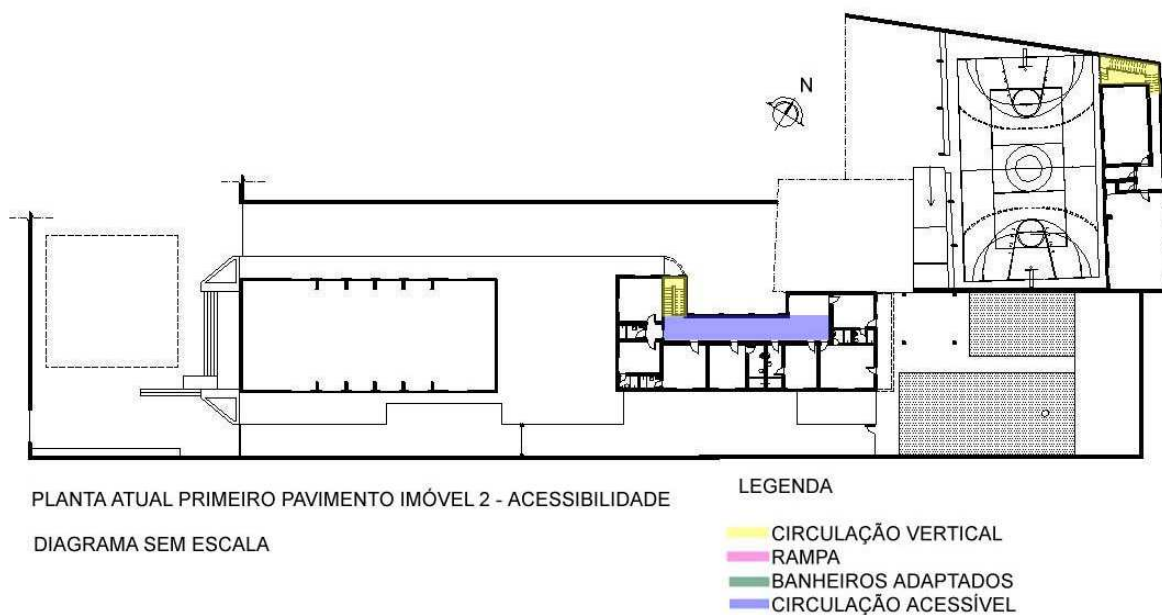 N
PLANTA ATUAL PRIMEIRO PAVIMENTO IMÓVEL 2 - ACESSIBILIDADE
DIAGRAMA SEM ESCALA
LEGENDA
CIRCULAÇÃO VERTICAL
RAMPA
BANHEIROS ADAPTADOS
CIRCULAÇÃO ACESSÍVEL